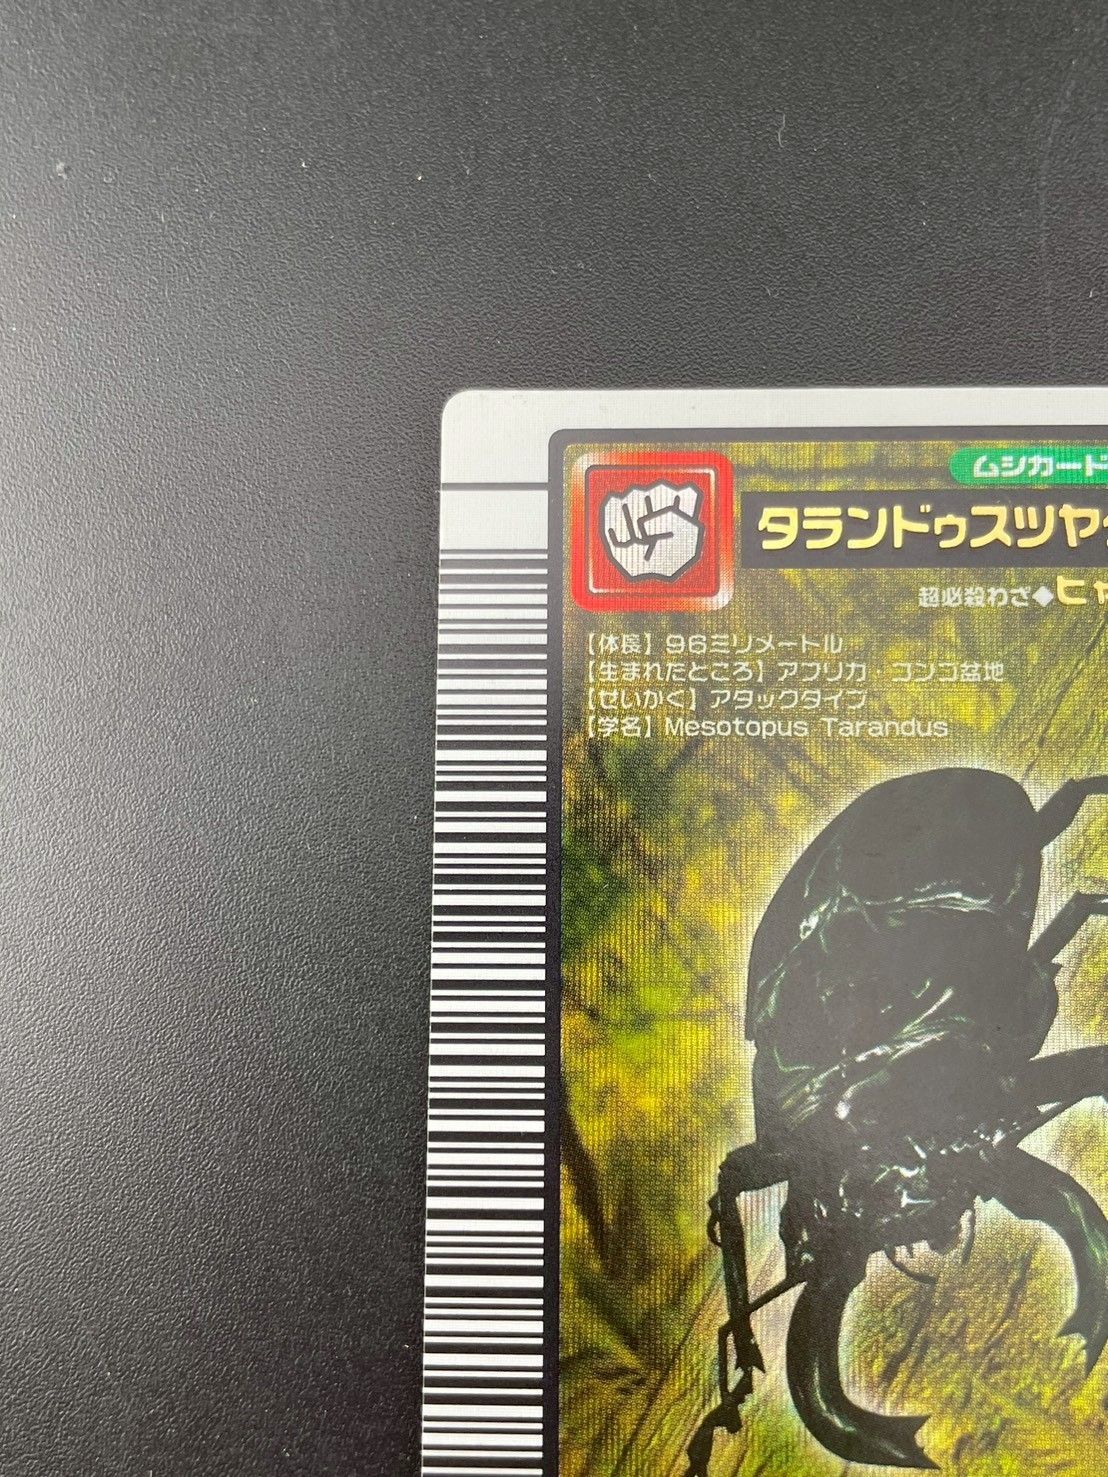 ムシカード
タランドゥスツヤ
超必殺わざ◆ヒャ
【体長】96ミリメートル
【生まれたところ】アフリカ・コンゴ盆地
【せいかく】アタックタイプ
【学名】Mesotopus Tarandus